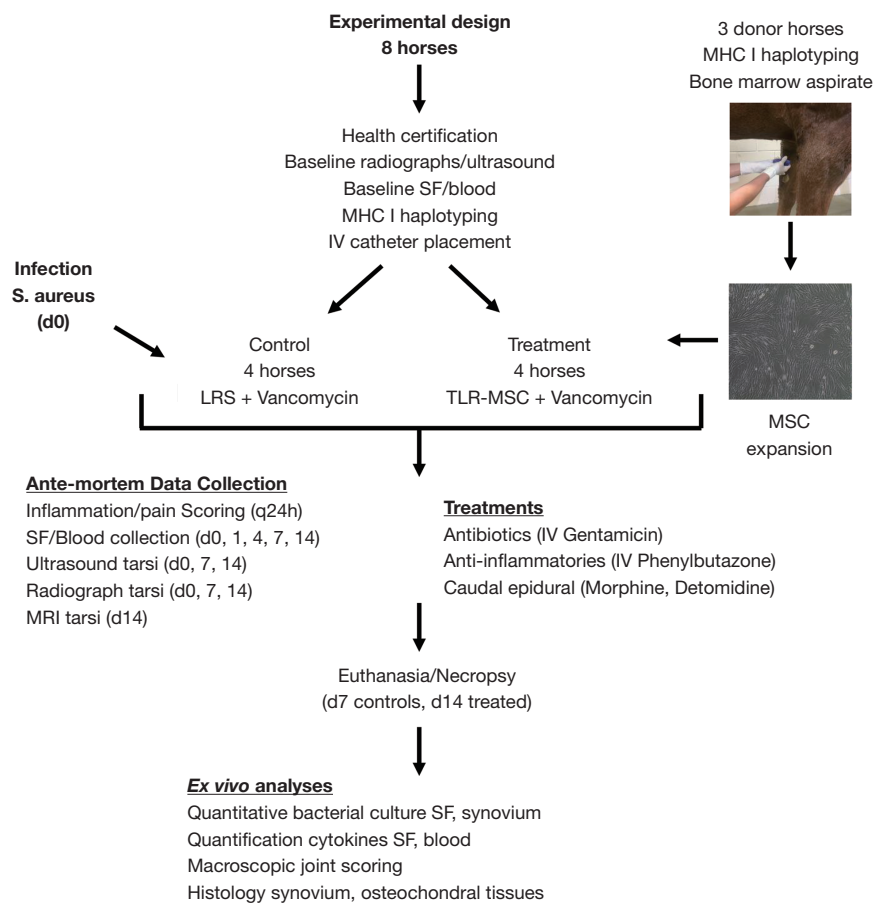 Experimental design
8 horses
3 donor horses
MHC I haplotyping
Bone marrow aspirate
Health certification
Baseline radiographs/ultrasound
Baseline SF/blood
MHC I haplotyping
IV catheter placement
Infection
S. aureus
(d0)
Control
4 horses
LRS + Vancomycin
Treatment
4 horses
TLR-MSC + Vancomycin
MSC
expansion
Ante-mortem Data Collection
Inflammation/pain Scoring (q24h)
SF/Blood collection (d0, 1, 4, 7, 14)
Ultrasound tarsi (d0, 7, 14)
Radiograph tarsi (d0, 7, 14)
MRI tarsi (d14)
Treatments
Antibiotics (IV Gentamicin)
Anti-inflammatories (IV Phenylbutazone)
Caudal epidural (Morphine, Detomidine)
Euthanasia/Necropsy
(d7 controls, d14 treated)
Ex vivo analyses
Quantitative bacterial culture SF, synovium
Quantification cytokines SF, blood
Macroscopic joint scoring
Histology synovium, osteochondral tissues